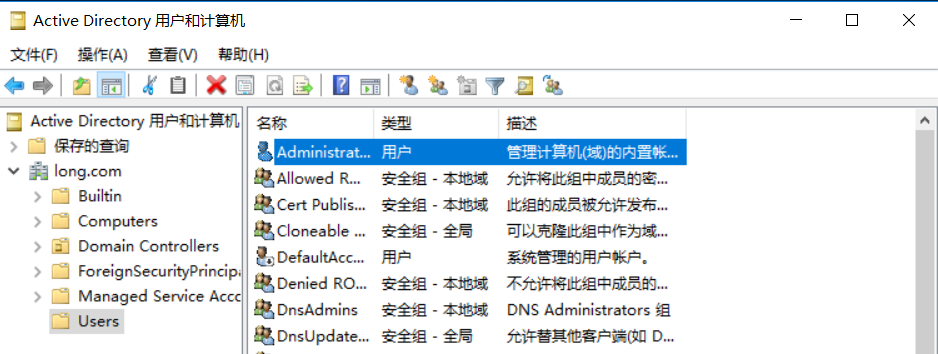 Active Directory 用户和计算机
文件(F) 操作(A) 查看(V) 帮助(H)
Active Directory 用户和计算机
保存的查询
long.com
Builtin
Computers
Domain Controllers
ForeignSecurityPrincipa
Managed Service Acco
Users
名称 类型 描述
Administrat... 用户 管理计算机(域)的内置帐...
Allowed R... 安全组 - 本地域 允许将此组中成员的密...
Cert Publis... 安全组 - 本地域 此组的成员被允许发布...
Cloneable ... 安全组 - 全局 可以克隆此组中作为域...
DefaultAcc... 用户 系统管理的用户帐户。
Denied RO... 安全组 - 本地域 不允许将此组中成员的...
DnsAdmins 安全组 - 本地域 DNS Administrators 组
DnsUpdate... 安全组 - 全局 允许替其他客户端(如 D...